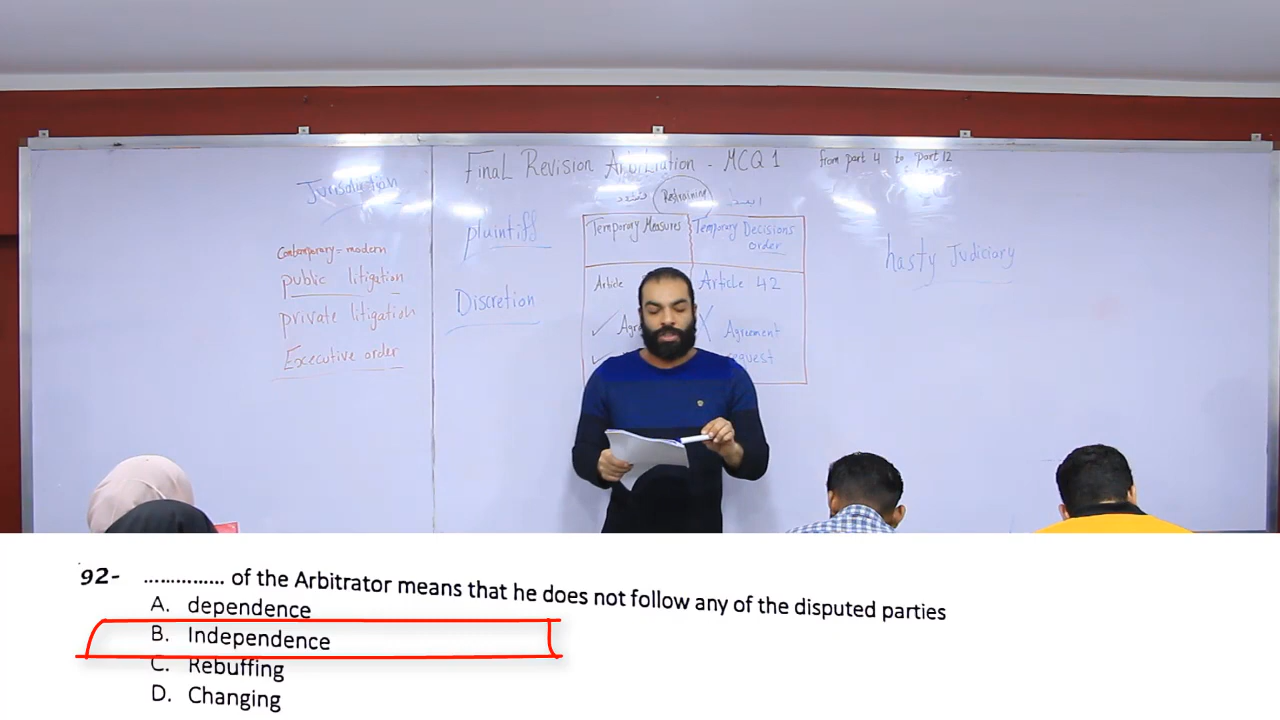 Final Revision Arbitration - MCQ 1
from part 4 to part 12
Jurisdiction
Contemporary = modern
public litigation
private litigation
Executive order
plaintiff
Discretion
Restraining
Temporary Measures
Temporary Decisions
order
Article
Article 42
Agreement
request
hasty Judiciary
92- ............... of the Arbitrator means that he does not follow any of the disputed parties
A. dependence
B. Independence
C. Rebuffing
D. Changing